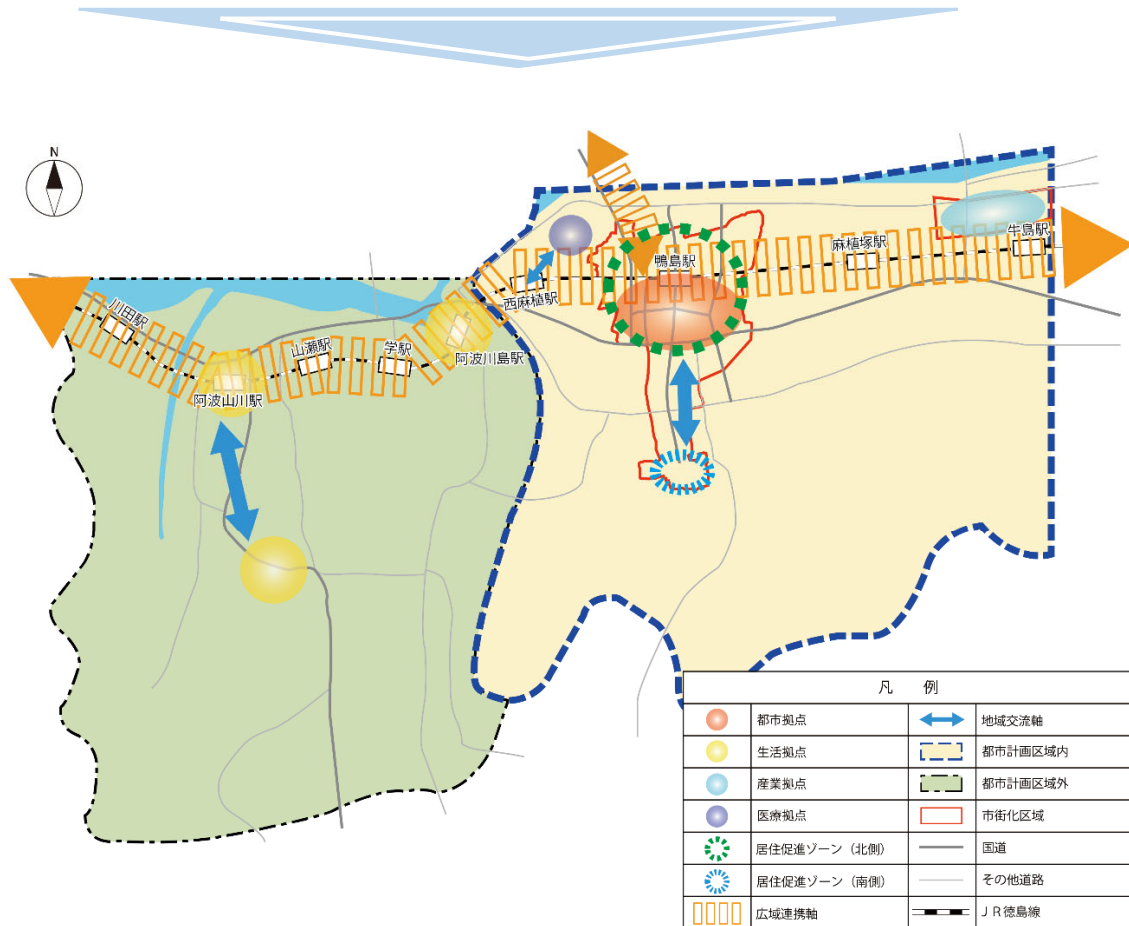 N
川田駅
阿波山川駅
山瀬駅
学駅
阿波川島駅
西麻植駅
鴨島駅
麻植塚駅
牛島駅
凡 例
都市拠点 地域交流軸
生活拠点 都市計画区域内
産業拠点 都市計画区域外
医療拠点 市街化区域
居住促進ゾーン（北側） 国道
居住促進ゾーン（南側） その他道路
広域連携軸 ＪＲ徳島線